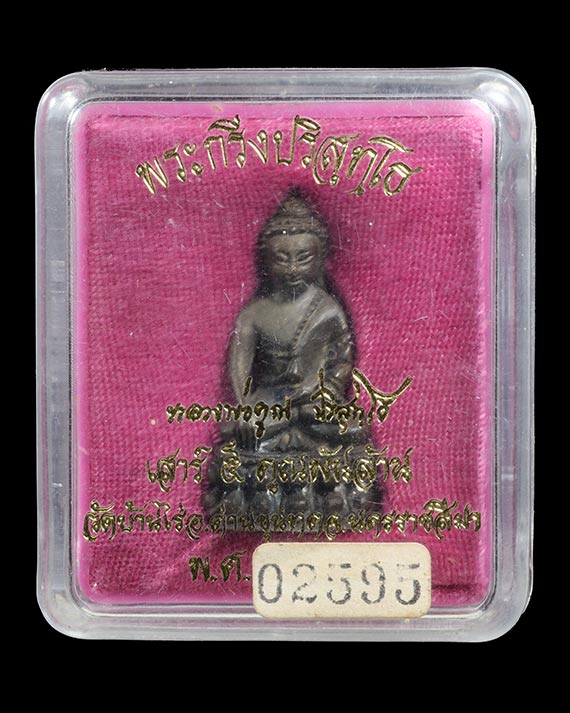 พระกริ่งปริสุทฺโธ
หลวงพ่อคูณ ปริสุทฺโธ
เสาร์ ๕ คูณพันล้าน
วัดบ้านไร่ อ.ด่านขุนทด จ.นครราชสีมา
พ.ศ.
02595